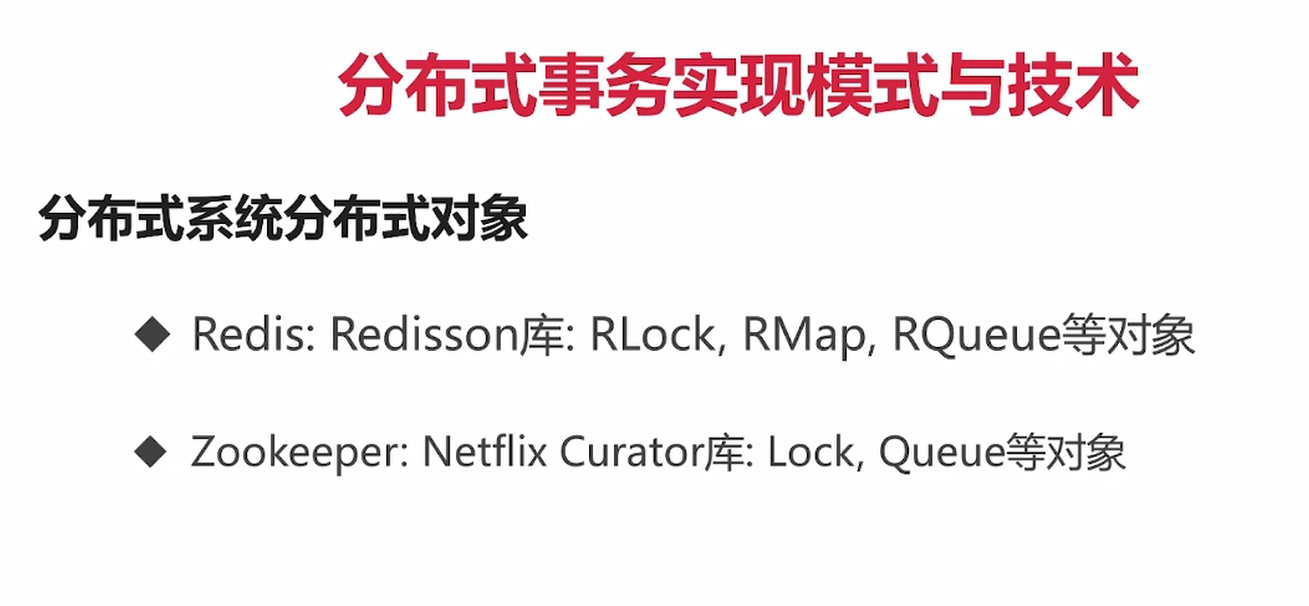 分布式事务实现模式与技术
分布式系统分布式对象
◆ Redis: Redisson库: RLock, RMap, RQueue等对象
◆ Zookeeper: Netflix Curator库: Lock, Queue等对象